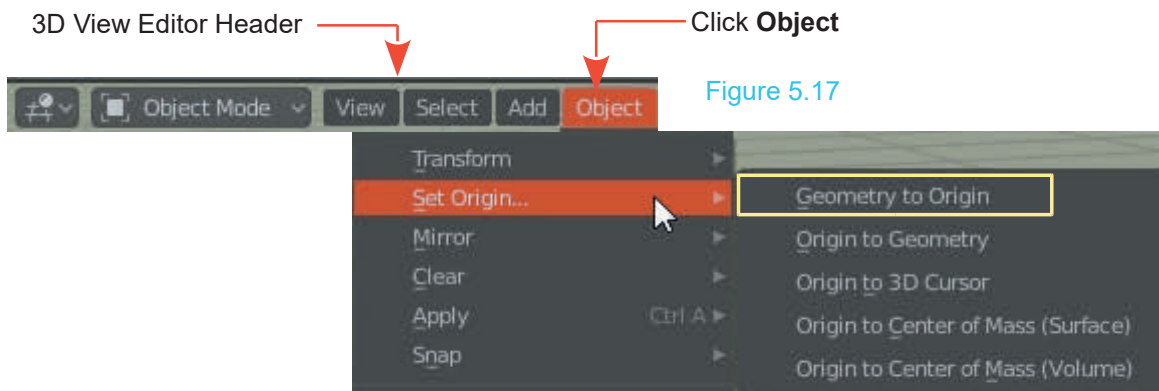 3D View Editor Header
Click Object
Figure 5.17
Object Mode View Select Add Object
Transform
Set Origin... Geometry to Origin
Mirror Origin to Geometry
Clear Origin to 3D Cursor
Apply Ctrl A Origin to Center of Mass (Surface)
Snap Origin to Center of Mass (Volume)